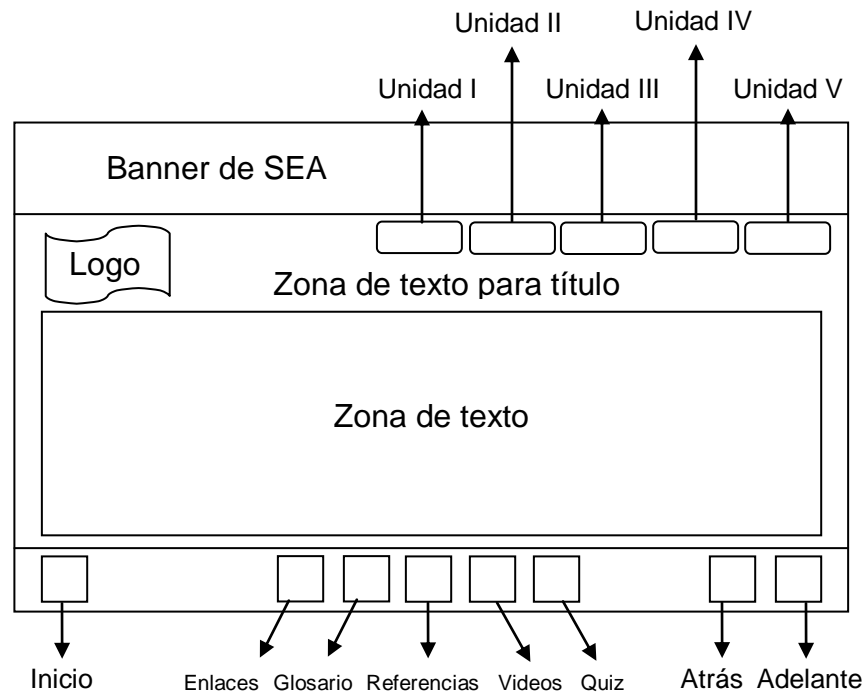 Unidad II Unidad IV
Unidad I Unidad III Unidad V
Banner de SEA
Logo
Zona de texto para título
Zona de texto
Inicio Enlaces Glosario Referencias Videos Quiz Atrás Adelante